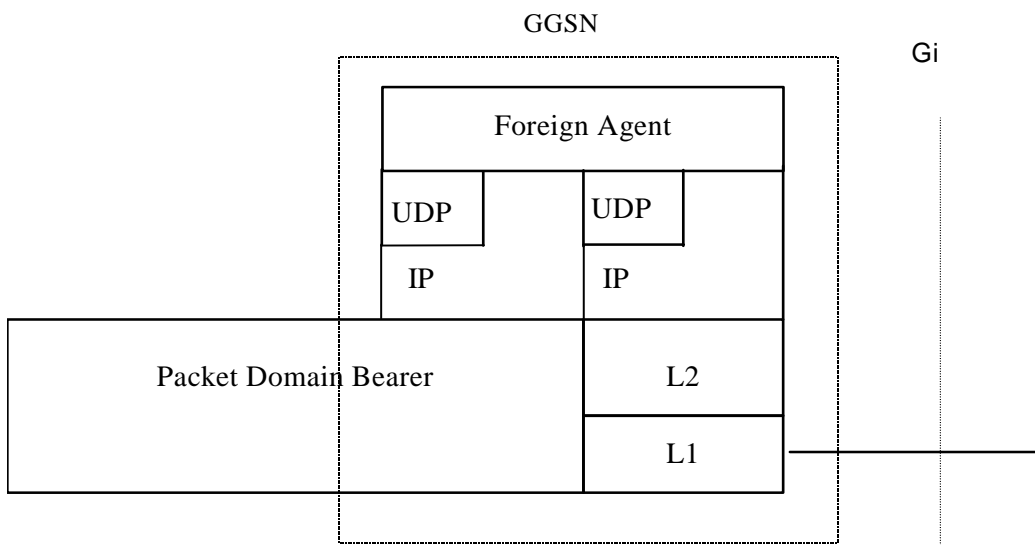 GGSN
Gi
Foreign Agent
UDP
UDP
IP
IP
Packet Domain Bearer
L2
L1